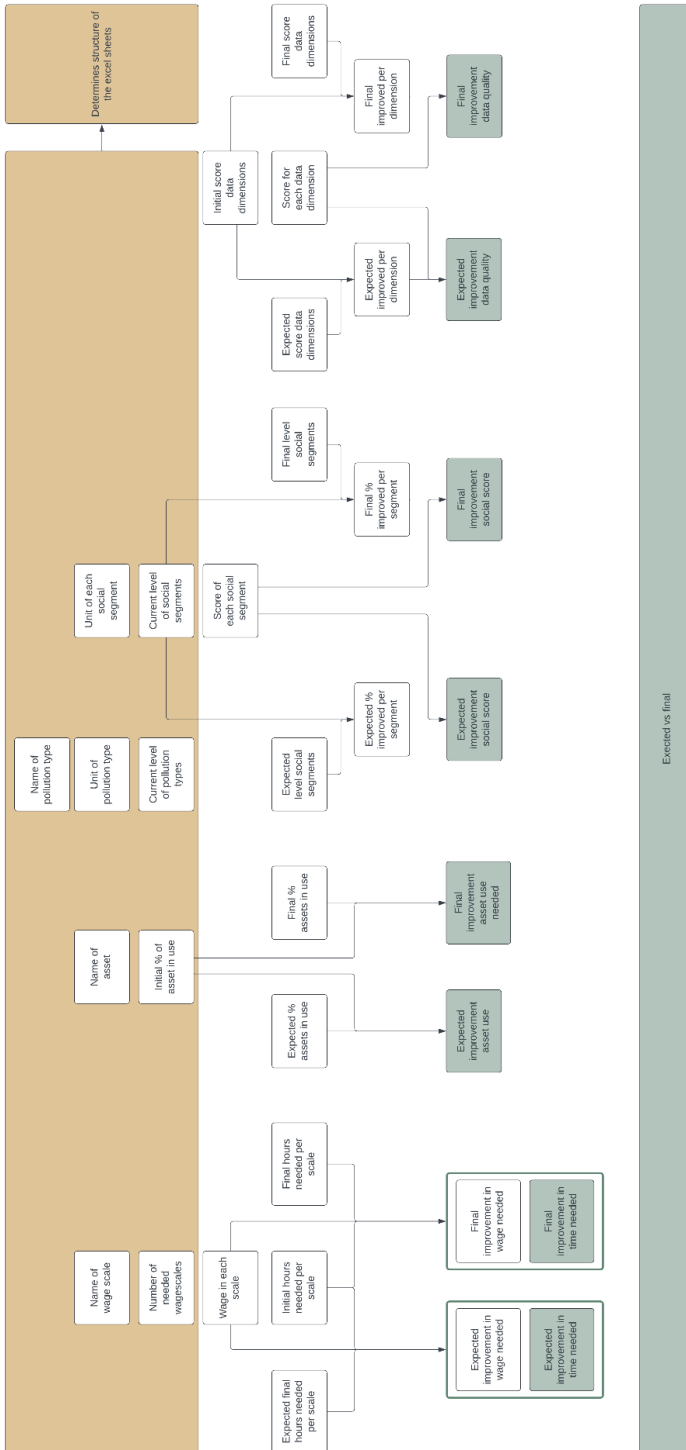 Name of
pollution type
Name of
wage scale
Name of
asset
Unit of
pollution type
Unit of each
social
segment
Determines structure of
the excel sheets
Number of
needed
wagescales
Initial % of
asset in use
Current level
of pollution
types
Current level
of social
segments
Wage in each
scale
Score of
each social
segment
Initial score
data
dimensions
Expected final
hours needed
per scale
Initial hours
needed per
scale
Final hours
needed per
scale
Expected %
assets in use
Final %
assets in use
Expected
level social
segments
Final level
social
segments
Expected
score data
dimensions
Score for
each data
dimension
Final score
data
dimensions
Expected %
improved per
segment
Final %
improved per
segment
Expected
improved per
dimension
Final
improved per
dimension
Expected
improvement in
wage needed
Final
improvement in
wage needed
Expected
improvement
asset use
Final
improvement
asset use
needed
Expected
improvement
social score
Final
improvement
social score
Expected
improvement
data quality
Final
improvement
data quality
Expected
improvement in
time needed
Final
improvement in
time needed
Exected vs final